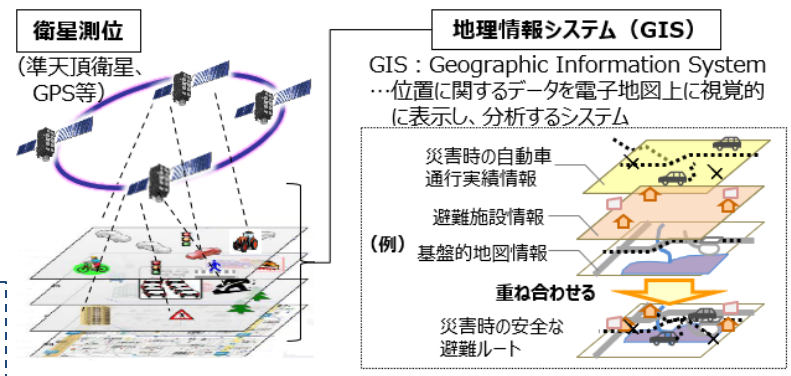 衛星測位
(準天頂衛星、
GPS等)
地理情報システム（GIS）
GIS：Geographic Information System
…位置に関するデータを電子地図上に視覚的
に表示し、分析するシステム
（例）
災害時の自動車
通行実績情報
避難施設情報
基盤的地図情報
重ね合わせる
災害時の安全な
避難ルート